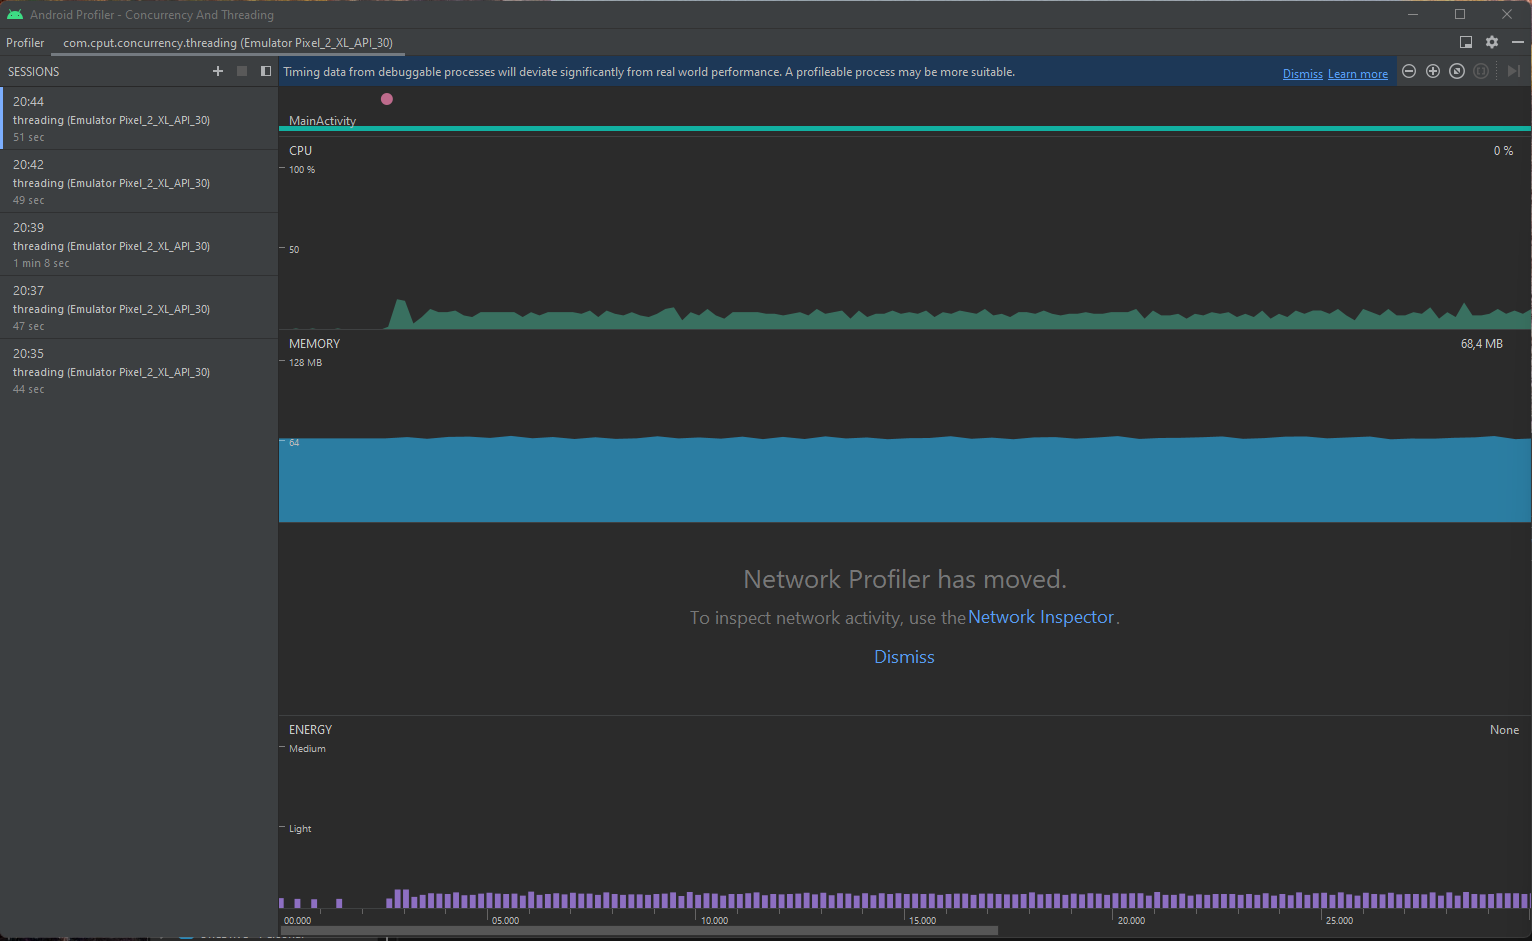 Android Profiler - Concurrency And Threading
Profiler
com.cput.concurrency.threading (Emulator Pixel_2_XL_API_30)
SESSIONS
20:44
threading (Emulator Pixel_2_XL_API_30)
51 sec
20:42
threading (Emulator Pixel_2_XL_API_30)
49 sec
20:39
threading (Emulator Pixel_2_XL_API_30)
1 min 8 sec
20:37
threading (Emulator Pixel_2_XL_API_30)
47 sec
20:35
threading (Emulator Pixel_2_XL_API_30)
44 sec
Timing data from debuggable processes will deviate significantly from real world performance. A profileable process may be more suitable.
Dismiss Learn more
MainActivity
CPU 0 %
100 %
50
MEMORY 68,4 MB
128 MB
64
Network Profiler has moved.
To inspect network activity, use the Network Inspector.
Dismiss
ENERGY None
Medium
Light
00.000 05.000 10.000 15.000 20.000 25.000